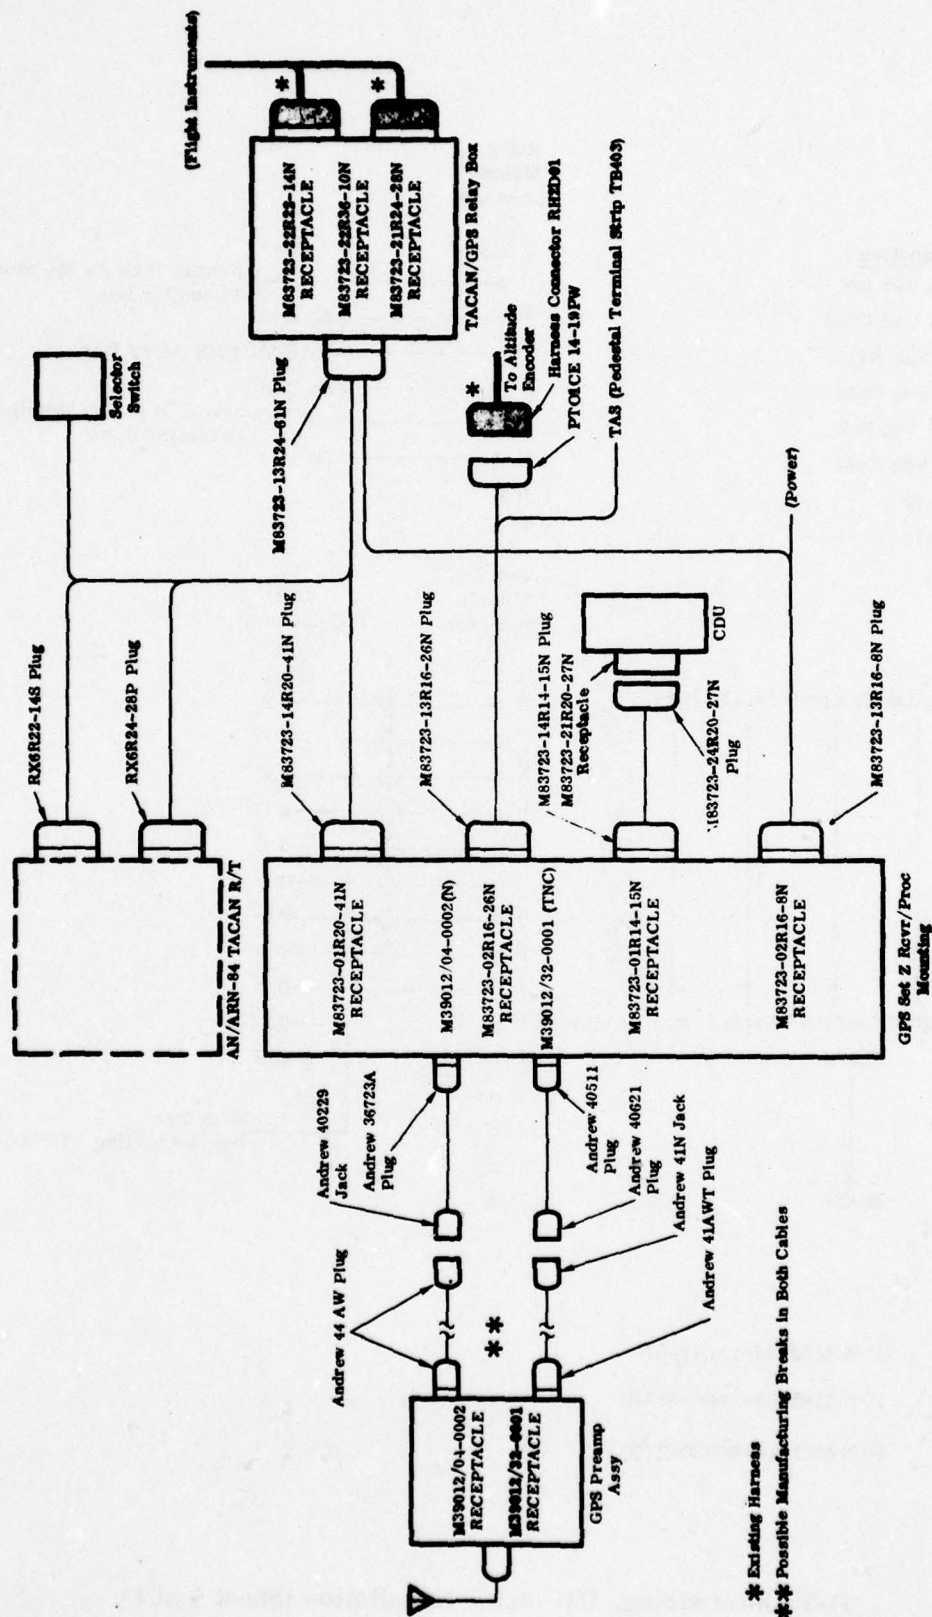 (Flight Instruments)
*
*
M83723-22R22-14N
RECEPTACLE
M83723-22R36-10N
RECEPTACLE
M83723-21R24-28N
RECEPTACLE
TACAN/GPS Relay Box
Selector
Switch
M83723-13R24-61N Plug
*
To Altitude
Encoder
Harness Connector RH2D01
PTOICE 14-19PW
TAS (Pedestal Terminal Strip TB403)
(Power)
RX6R22-14S Plug
RX6R24-28P Plug
M83723-14R20-41N Plug
M83723-13R16-26N Plug
M83723-14R14-15N Plug
M83723-21R20-27N
Receptacle
CDU
M83723-24R20-27N
Plug
M83723-13R16-8N Plug
AN/ARN-84 TACAN R/T
M83723-01R20-41N
RECEPTACLE
M39012/04-0002(N)
M83723-02R16-26N
RECEPTACLE
M39012/32-0001 (TNC)
M83723-01R14-15N
RECEPTACLE
M83723-02R16-8N
RECEPTACLE
GPS Set Z Rcvr/Proc
Mounting
Andrew 40229
Jack
Andrew 36723A
Plug
Andrew 40511
Plug
Andrew 40621
Plug
Andrew 41N Jack
Andrew 41AWT Plug
Andrew 44 AW Plug
**
M39012/04-0002
RECEPTACLE
M39012/32-0001
RECEPTACLE
GPS Preamp
Assy
* Existing Harness
** Possible Manufacturing Breaks in Both Cables